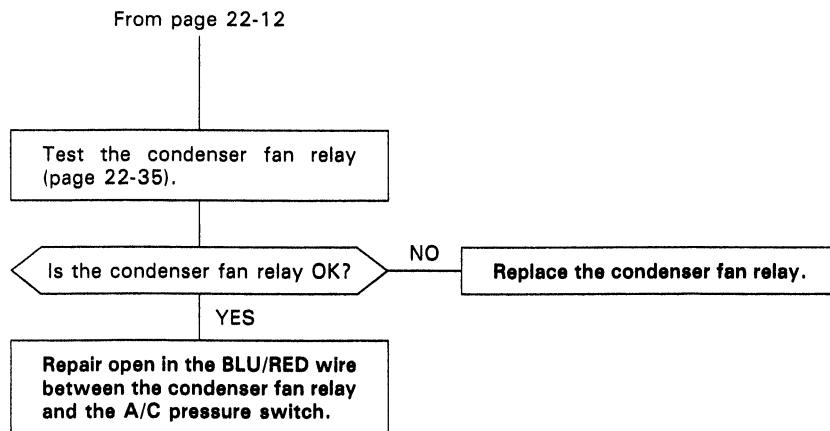 From page 22-12
Test the condenser fan relay
(page 22-35).
Is the condenser fan relay OK?
NO
Replace the condenser fan relay.
YES
Repair open in the BLU/RED wire
between the condenser fan relay
and the A/C pressure switch.